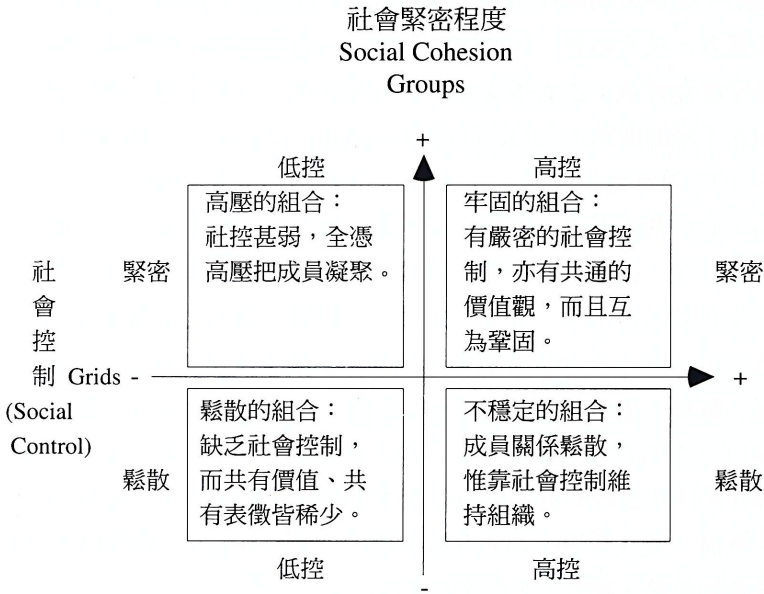 社會緊密程度
Social Cohesion
Groups
+
低控
高控
高壓的組合：
社控甚弱，全憑
高壓把成員凝聚。
牢固的組合：
有嚴密的社會控
制，亦有共通的
價值觀，而且互
為鞏固。
緊密
緊密
社
會
控
制 Grids -
(Social
Control)
+
鬆散的組合：
缺乏社會控制，
而共有價值、共
有表徵皆稀少。
不穩定的組合：
成員關係鬆散，
惟靠社會控制維
持組織。
鬆散
鬆散
低控
高控
-